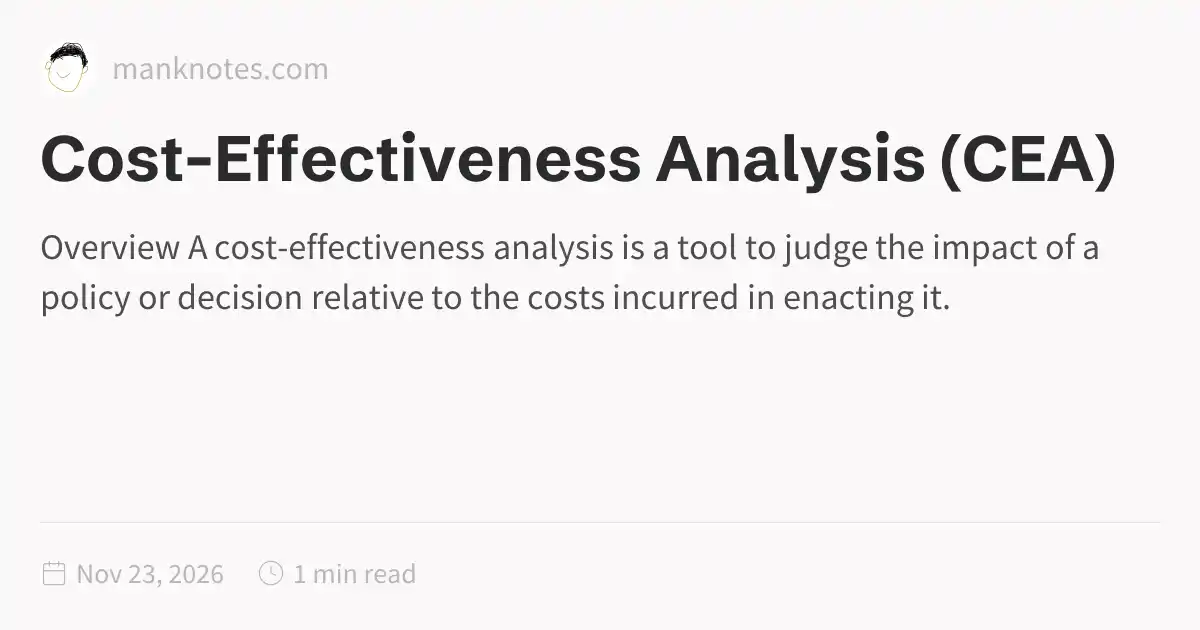 manknotes.com
Cost-Effectiveness Analysis (CEA)
Overview A cost-effectiveness analysis is a tool to judge the impact of a
policy or decision relative to the costs incurred in enacting it.
Nov 23, 2026 1 min read